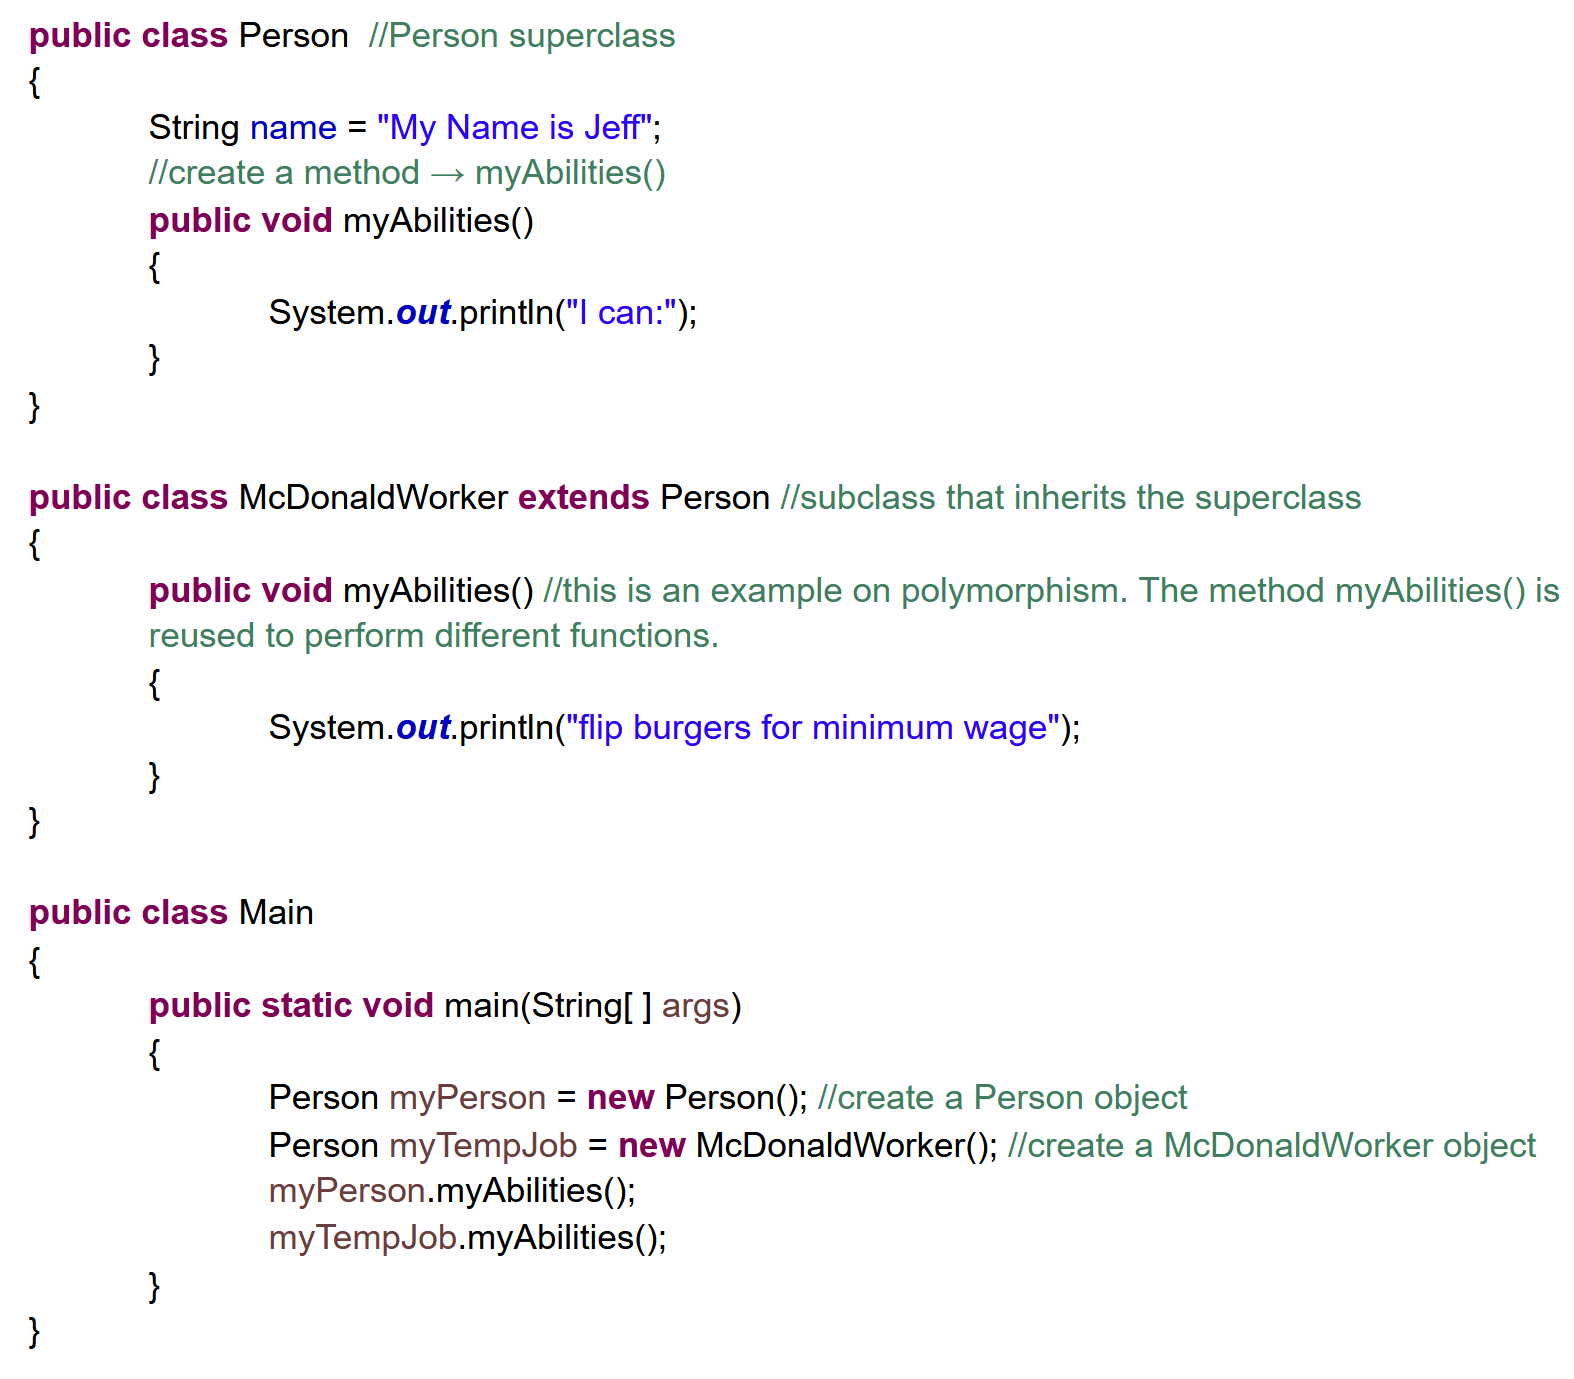 public class Person //Person superclass
{
String name = "My Name is Jeff";
//create a method → myAbilities()
public void myAbilities()
{
System.out.println("I can:");
}
}
public class McDonaldWorker extends Person //subclass that inherits the superclass
{
public void myAbilities() //this is an example on polymorphism. The method myAbilities() is
reused to perform different functions.
{
System.out.println("flip burgers for minimum wage");
}
}
public class Main
{
public static void main(String[ ] args)
{
Person myPerson = new Person(); //create a Person object
Person myTempJob = new McDonaldWorker(); //create a McDonaldWorker object
myPerson.myAbilities();
myTempJob.myAbilities();
}
}